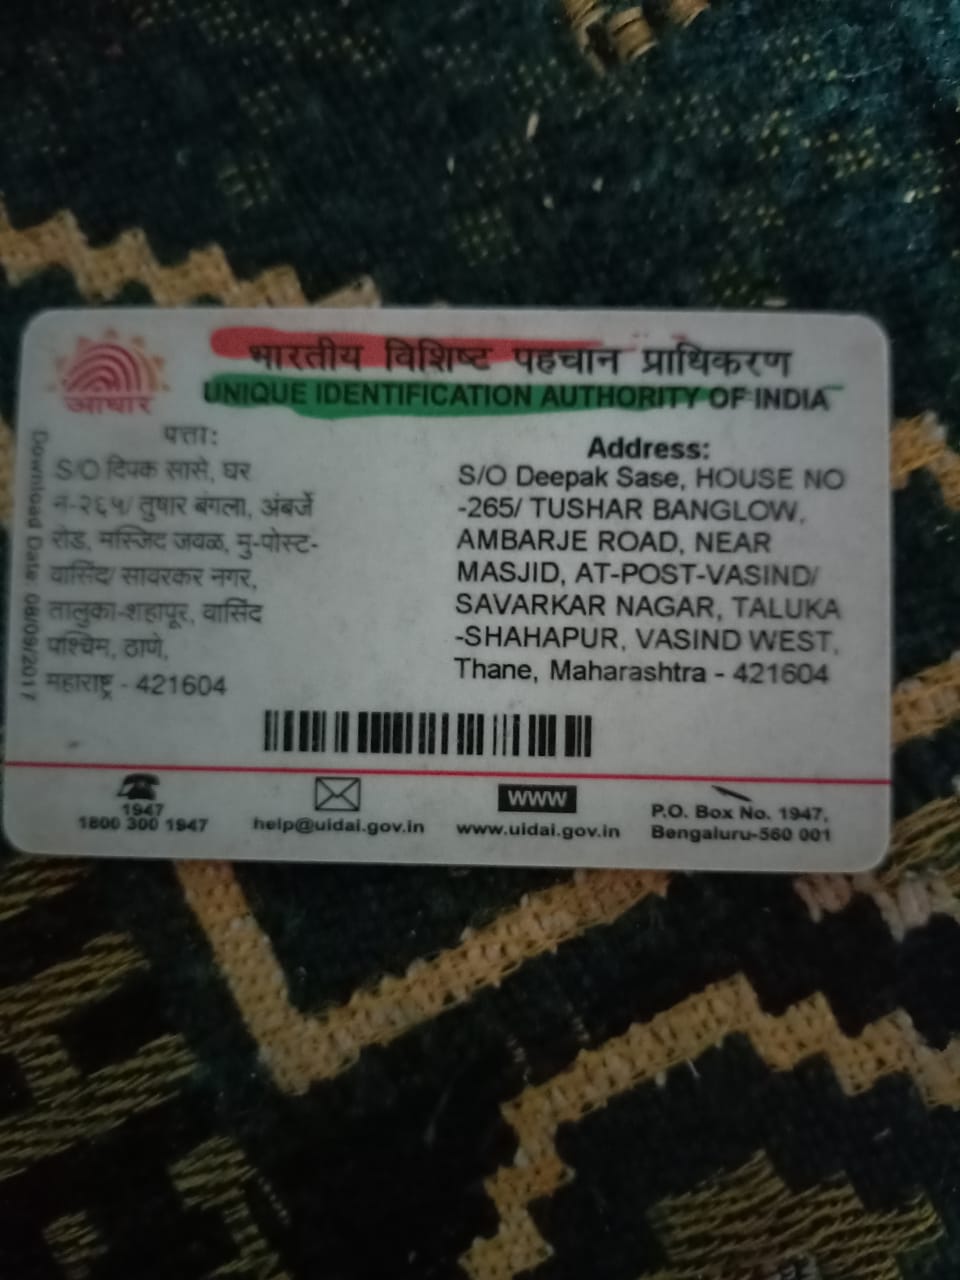 भारतीय विशिष्ट पहचान प्राधिकरण
UNIQUE IDENTIFICATION AUTHORITY OF INDIA
आधार
पत्ता:
S/O दिपक सासे, घर
न-२६५/ तुषार बंगला, अंबर्जे
रोड, मस्जिद जवळ, मु-पोस्ट-
वासिंद/ सावरकर नगर,
तालुका-शहापूर, वासिंद
पश्चिम, ठाणे,
महाराष्ट्र - 421604
Address:
S/O Deepak Sase, HOUSE NO
-265/ TUSHAR BANGLOW,
AMBARJE ROAD, NEAR
MASJID, AT-POST-VASIND/
SAVARKAR NAGAR, TALUKA
-SHAHAPUR, VASIND WEST,
Thane, Maharashtra - 421604
Download Date: 08/09/2017
1947
1800 300 1947
help@uidai.gov.in
www
www.uidai.gov.in
P.O. Box No. 1947,
Bengaluru-560 001